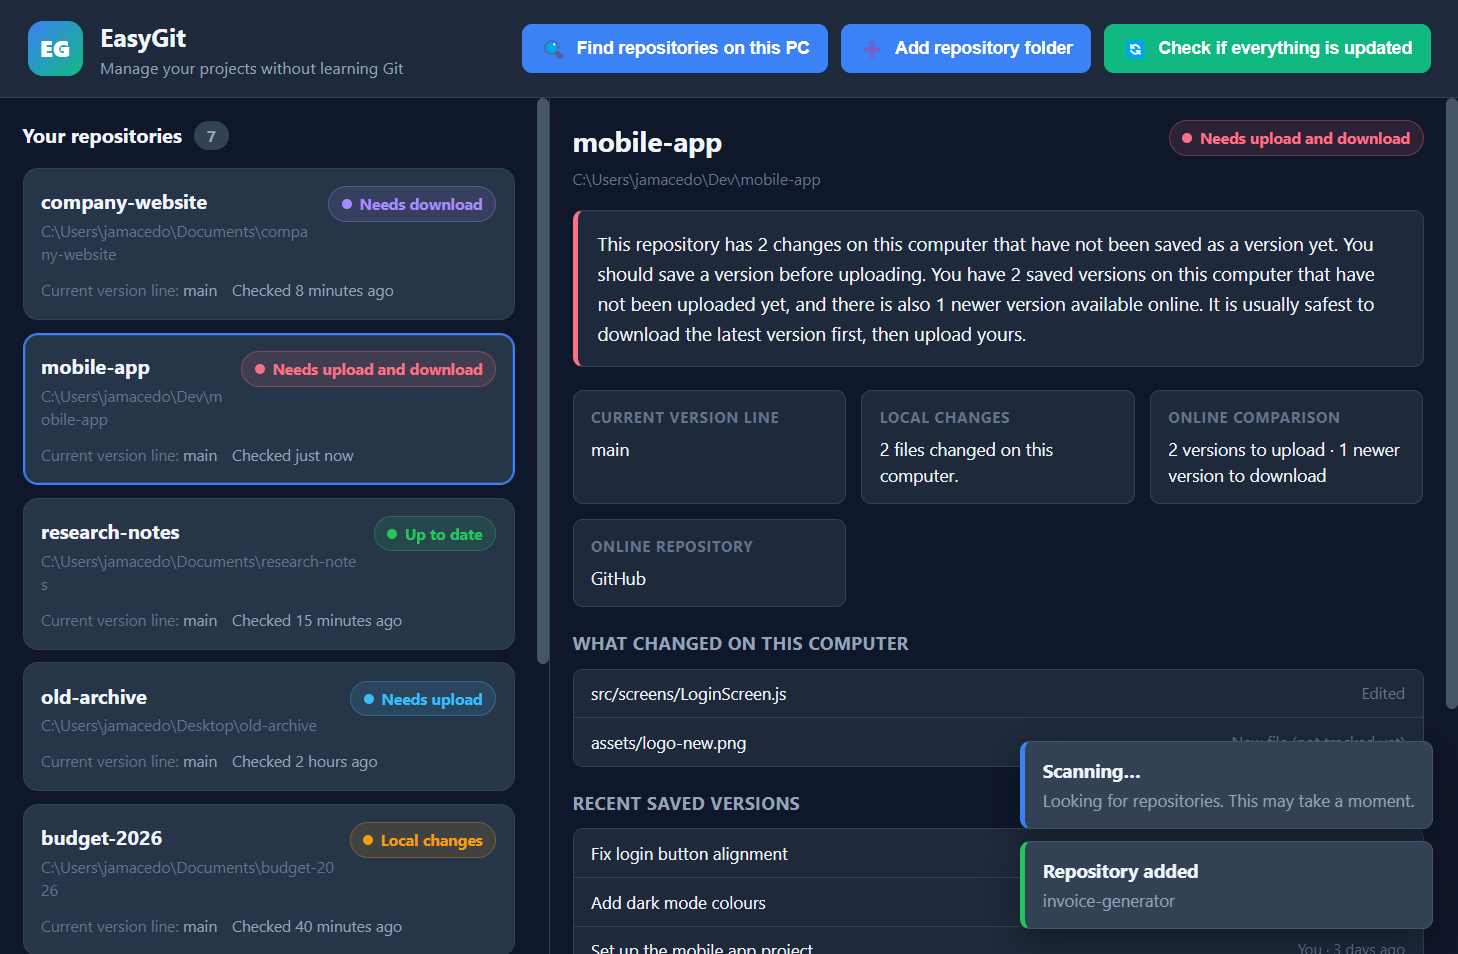 EG
EasyGit
Manage your projects without learning Git
Find repositories on this PC
Add repository folder
Check if everything is updated
Your repositories 7
company-website
Needs download
C:\Users\jamacedo\Documents\compa
ny-website
Current version line: main Checked 8 minutes ago
mobile-app
Needs upload and download
C:\Users\jamacedo\Dev\m
obile-app
Current version line: main Checked just now
research-notes
Up to date
C:\Users\jamacedo\Documents\research-note
s
Current version line: main Checked 15 minutes ago
old-archive
Needs upload
C:\Users\jamacedo\Desktop\old-archive
Current version line: main Checked 2 hours ago
budget-2026
Local changes
C:\Users\jamacedo\Documents\budget-20
26
Current version line: main Checked 40 minutes ago
mobile-app
Needs upload and download
C:\Users\jamacedo\Dev\mobile-app
This repository has 2 changes on this computer that have not been saved as a version yet. You
should save a version before uploading. You have 2 saved versions on this computer that have
not been uploaded yet, and there is also 1 newer version available online. It is usually safest to
download the latest version first, then upload yours.
CURRENT VERSION LINE
main
LOCAL CHANGES
2 files changed on this
computer.
ONLINE COMPARISON
2 versions to upload · 1 newer
version to download
ONLINE REPOSITORY
GitHub
WHAT CHANGED ON THIS COMPUTER
src/screens/LoginScreen.js Edited
assets/logo-new.png New file (not tracked yet)
RECENT SAVED VERSIONS
Fix login button alignment
Add dark mode colours
Set up the mobile app project You · 3 days ago
Scanning...
Looking for repositories. This may take a moment.
Repository added
invoice-generator